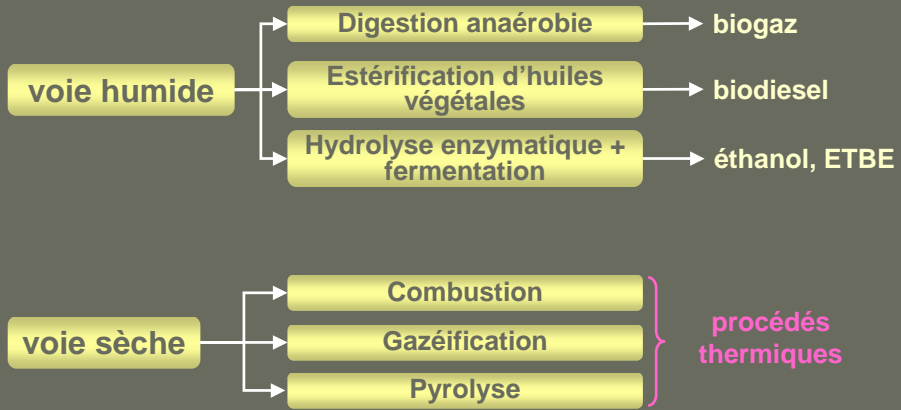 Digestion anaérobie
biogaz
voie humide
Estérification d’huiles
végétales
biodiesel
Hydrolyse enzymatique +
fermentation
éthanol, ETBE
Combustion
voie sèche
Gazéification
procédés
thermiques
Pyrolyse